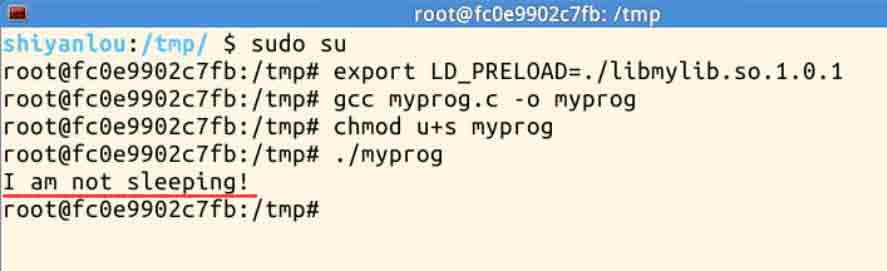 root@fc0e9902c7fb: /tmp
shiyanlou:/tmp/ $ sudo su
root@fc0e9902c7fb:/tmp# export LD_PRELOAD=./libmylib.so.1.0.1
root@fc0e9902c7fb:/tmp# gcc myprog.c -o myprog
root@fc0e9902c7fb:/tmp# chmod u+s myprog
root@fc0e9902c7fb:/tmp# ./myprog
I am not sleeping!
root@fc0e9902c7fb:/tmp#